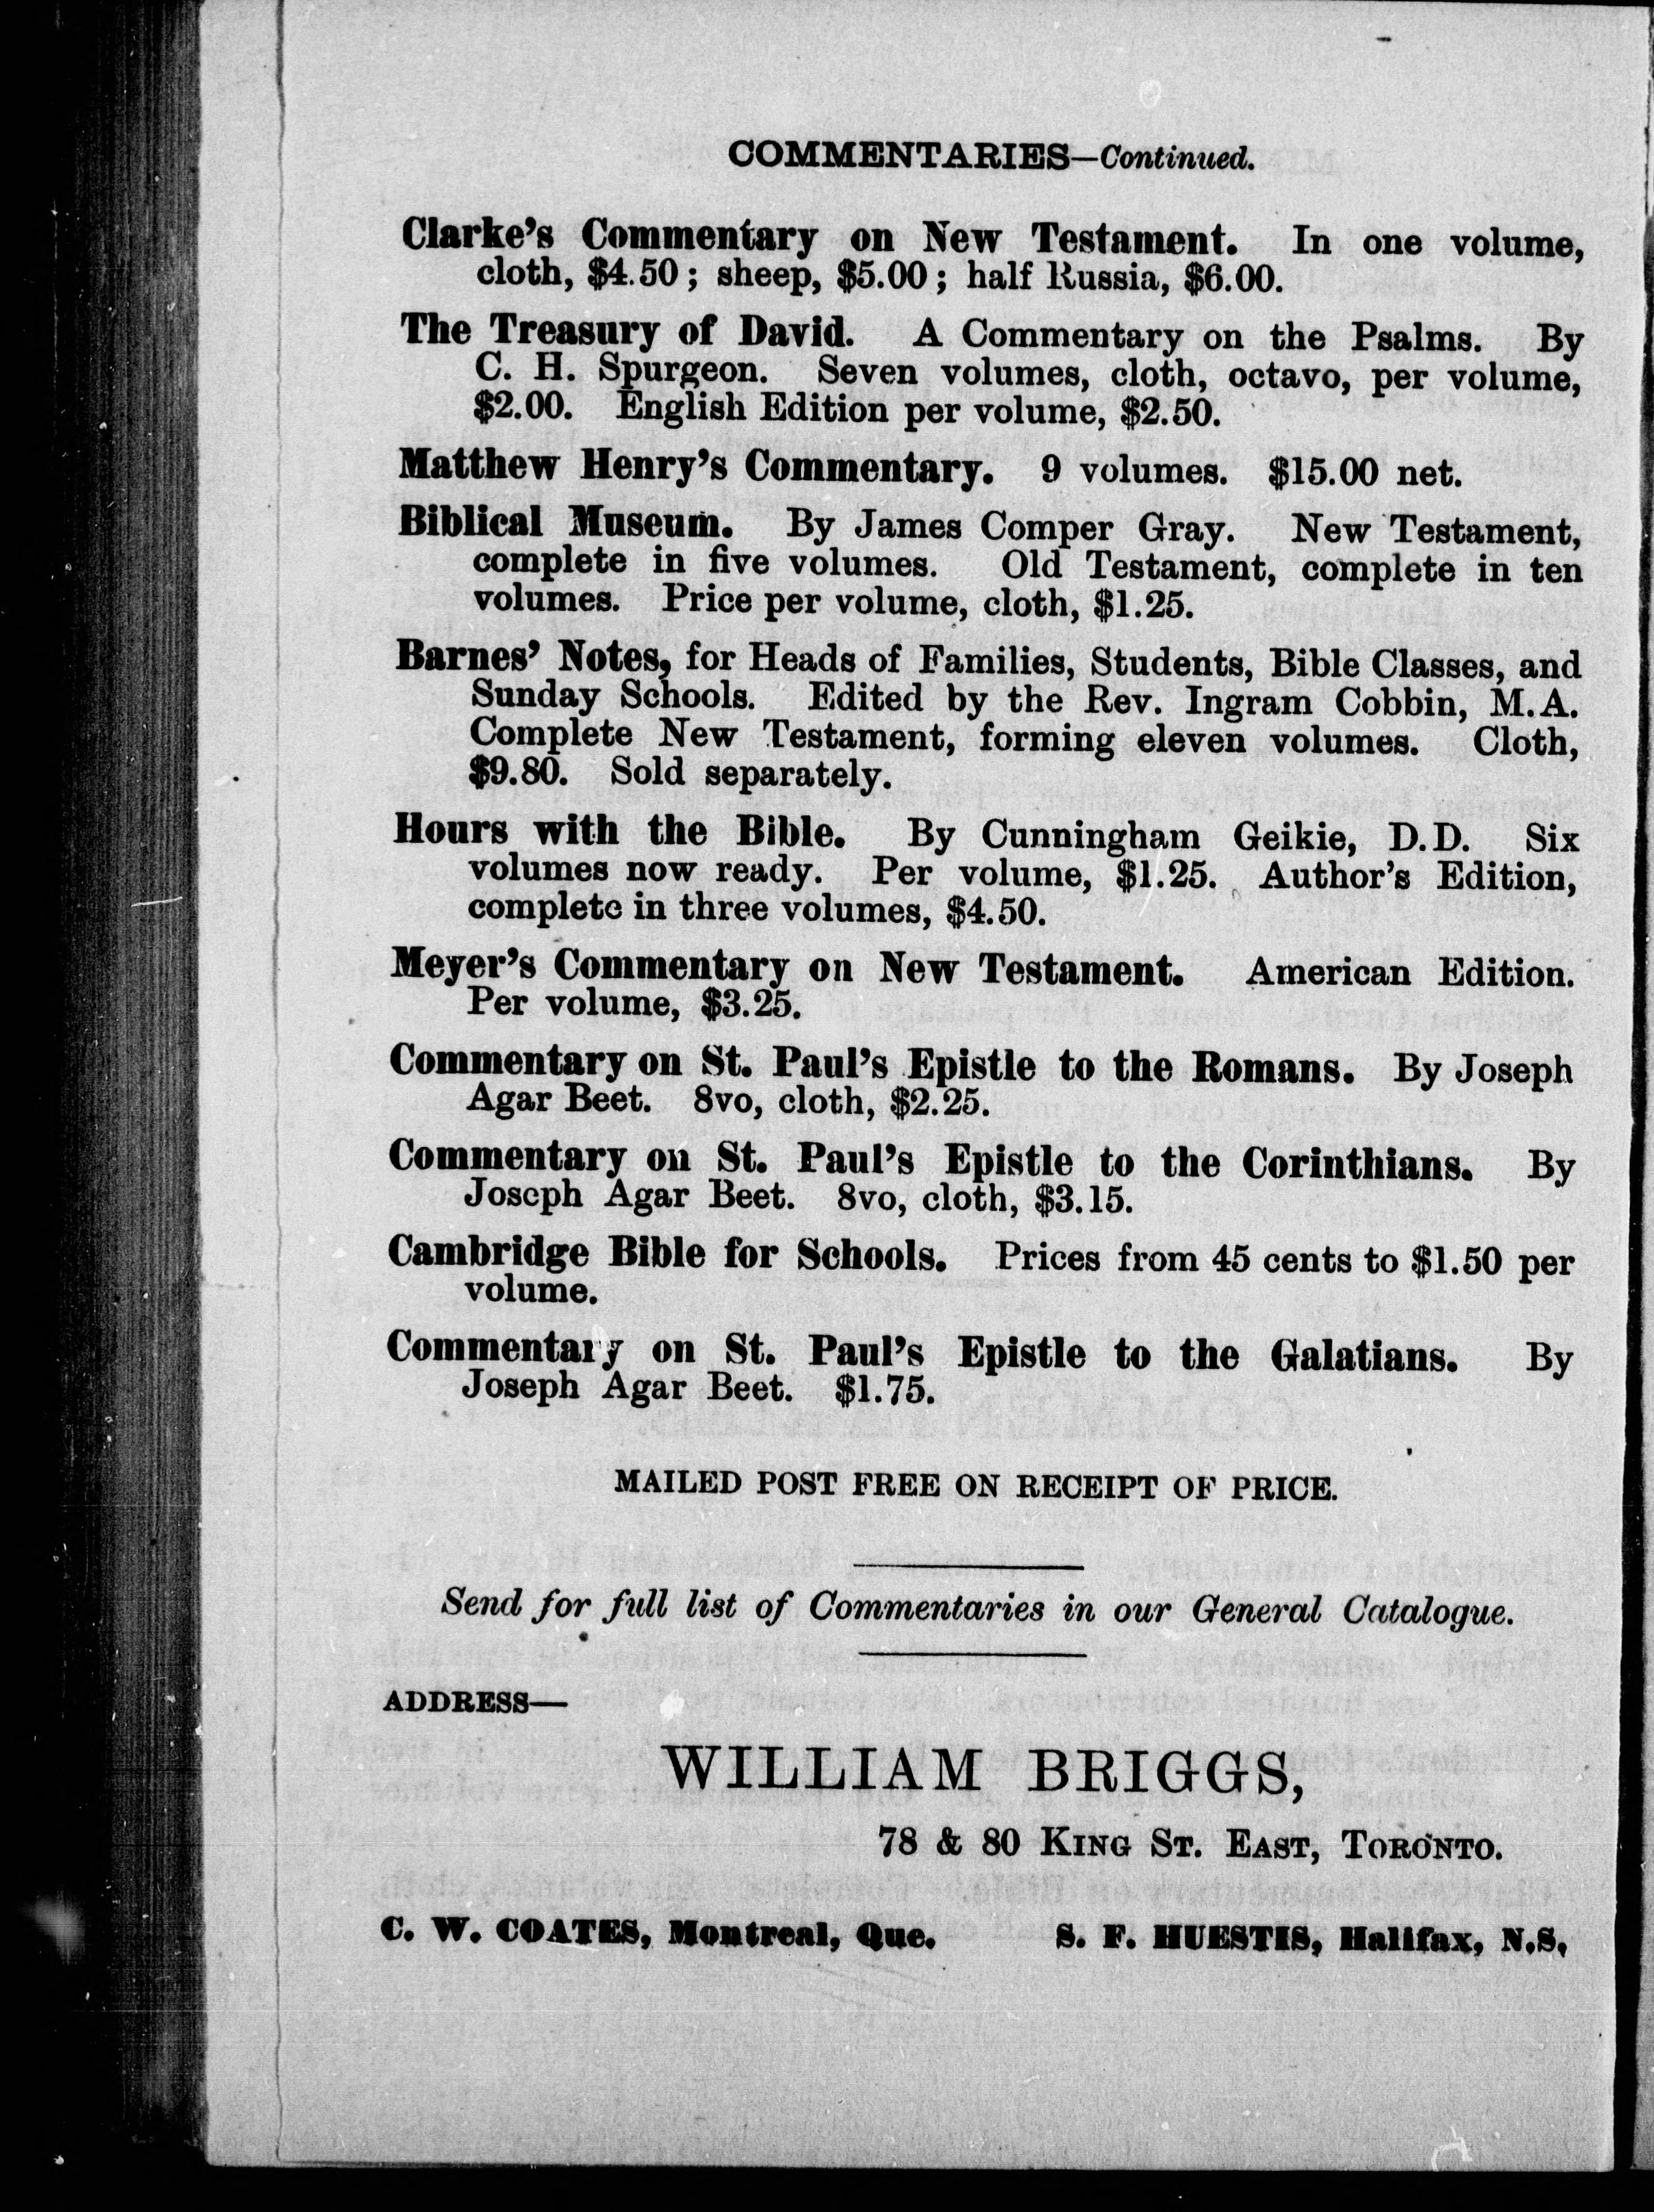 COMMENTARIES—Continued.
Clarke's Commentary on New Testament. In one volume,
cloth, $4.50; sheep, $5.00; half Russia, $6.00.
The Treasury of David. A Commentary on the Psalms. By
C. H. Spurgeon. Seven volumes, cloth, octavo, per volume,
$2.00. English Edition per volume, $2.50.
Matthew Henry's Commentary. 9 volumes. $15.00 net.
Biblical Museum. By James Comper Gray. New Testament,
complete in five volumes. Old Testament, complete in ten
volumes. Price per volume, cloth, $1.25.
Barnes' Notes, for Heads of Families, Students, Bible Classes, and
Sunday Schools. Edited by the Rev. Ingram Cobbin, M.A.
Complete New Testament, forming eleven volumes. Cloth,
$9.80. Sold separately.
Hours with the Bible. By Cunningham Geikie, D.D. Six
volumes now ready. Per volume, $1.25. Author's Edition,
complete in three volumes, $4.50.
Meyer's Commentary on New Testament. American Edition.
Per volume, $3.25.
Commentary on St. Paul's Epistle to the Romans. By Joseph
Agar Beet. 8vo, cloth, $2.25.
Commentary on St. Paul's Epistle to the Corinthians. By
Joseph Agar Beet. 8vo, cloth, $3.15.
Cambridge Bible for Schools. Prices from 45 cents to $1.50 per
volume.
Commentary on St. Paul's Epistle to the Galatians. By
Joseph Agar Beet. $1.75.
MAILED POST FREE ON RECEIPT OF PRICE.
Send for full list of Commentaries in our General Catalogue.
ADDRESS—
WILLIAM BRIGGS,
78 & 80 KING ST. EAST, TORONTO.
C. W. COATES, Montreal, Que. S. F. HUESTIS, Halifax, N.S.